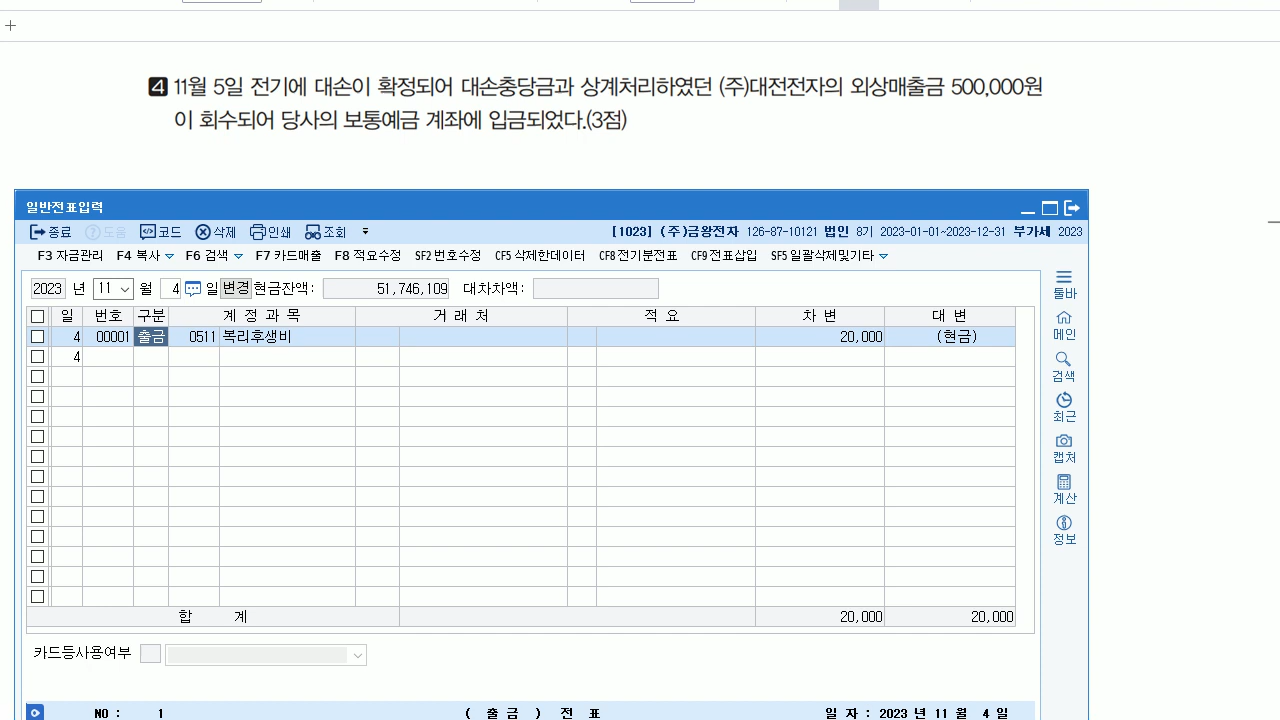 4 11월 5일 전기에 대손이 확정되어 대손충당금과 상계처리하였던 (주)대전전자의 외상매출금 500,000원
이 회수되어 당사의 보통예금 계좌에 입금되었다.(3점)
일반전표입력
종료 도움 코드 삭제 인쇄 조회 [1023] (주)금왕전자 126-87-10121 법인 8기 2023-01-01~2023-12-31 부가세 2023
F3 자금관리 F4 복사 F6 검색 F7 카드매출 F8 적요수정 SF2 번호수정 CF5 삭제한데이터 CF8 전기분전표 CF9 전표삽입 SF5 일괄삭제및기타
2023 년 11 월 4 일 변경 현금잔액: 51,746,109 대차차액:
일 번호 구분 계 정 과 목 거 래 처 적 요 차 변 대 변
4 00001 출금 0511 복리후생비 20,000 (현금)
4
합 계 20,000 20,000
카드등사용여부
NO : 1 ( 출 금 ) 전 표 일 자 : 2023 년 11 월 4 일
툴바
메인
검색
최근
캡처
계산
정보